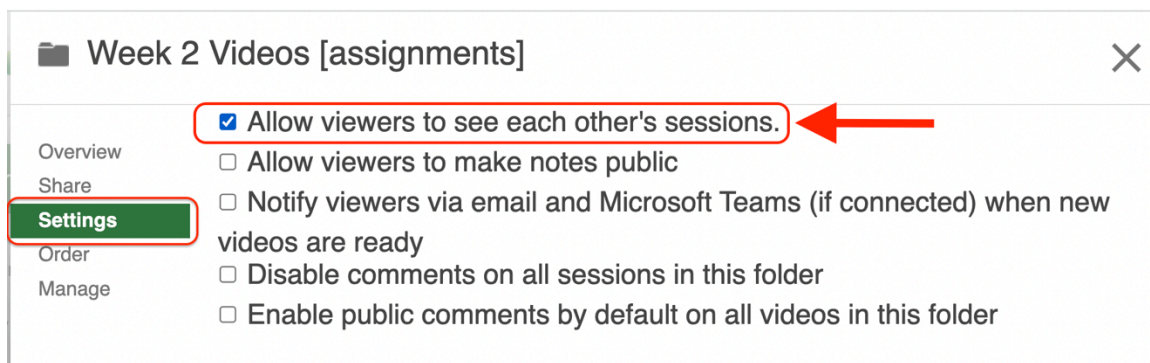 Week 2 Videos [assignments]
Overview
Share
Settings
Order
Manage
Allow viewers to see each other's sessions.
Allow viewers to make notes public
Notify viewers via email and Microsoft Teams (if connected) when new
videos are ready
Disable comments on all sessions in this folder
Enable public comments by default on all videos in this folder